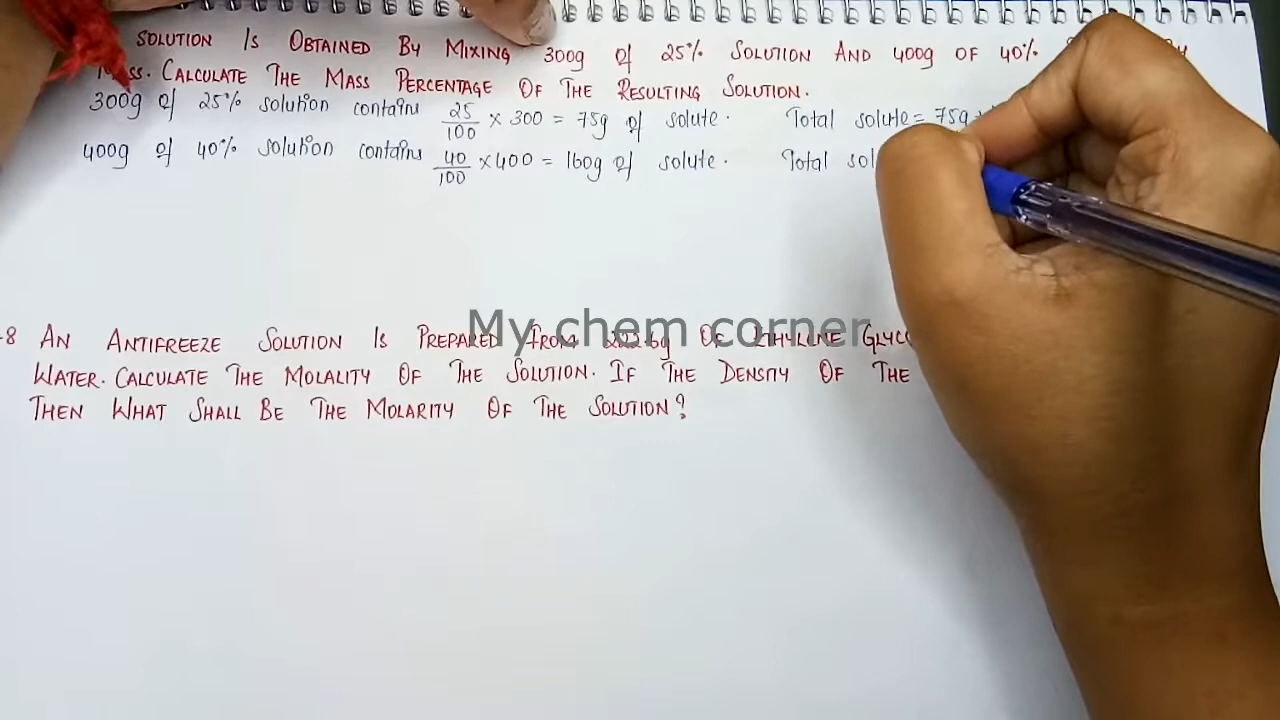 SOLUTION IS OBTAINED BY MIXING 300g of 25% SOLUTION AND 400g OF 40%
MASS. CALCULATE THE MASS PERCENTAGE OF THE RESULTING SOLUTION.
300g of 25% solution contains 25/100 × 300 = 75g of solute. Total solute = 75g +
400g of 40% solution contains 40/100 × 400 = 160g of solute. Total
My chem corner
8 AN ANTIFREEZE SOLUTION IS PREPARED FROM 222.6g OF ETHYLENE
WATER. CALCULATE THE MOLALITY OF THE SOLUTION. IF THE DENSITY OF THE
THEN WHAT SHALL BE THE MOLARITY OF THE SOLUTION?